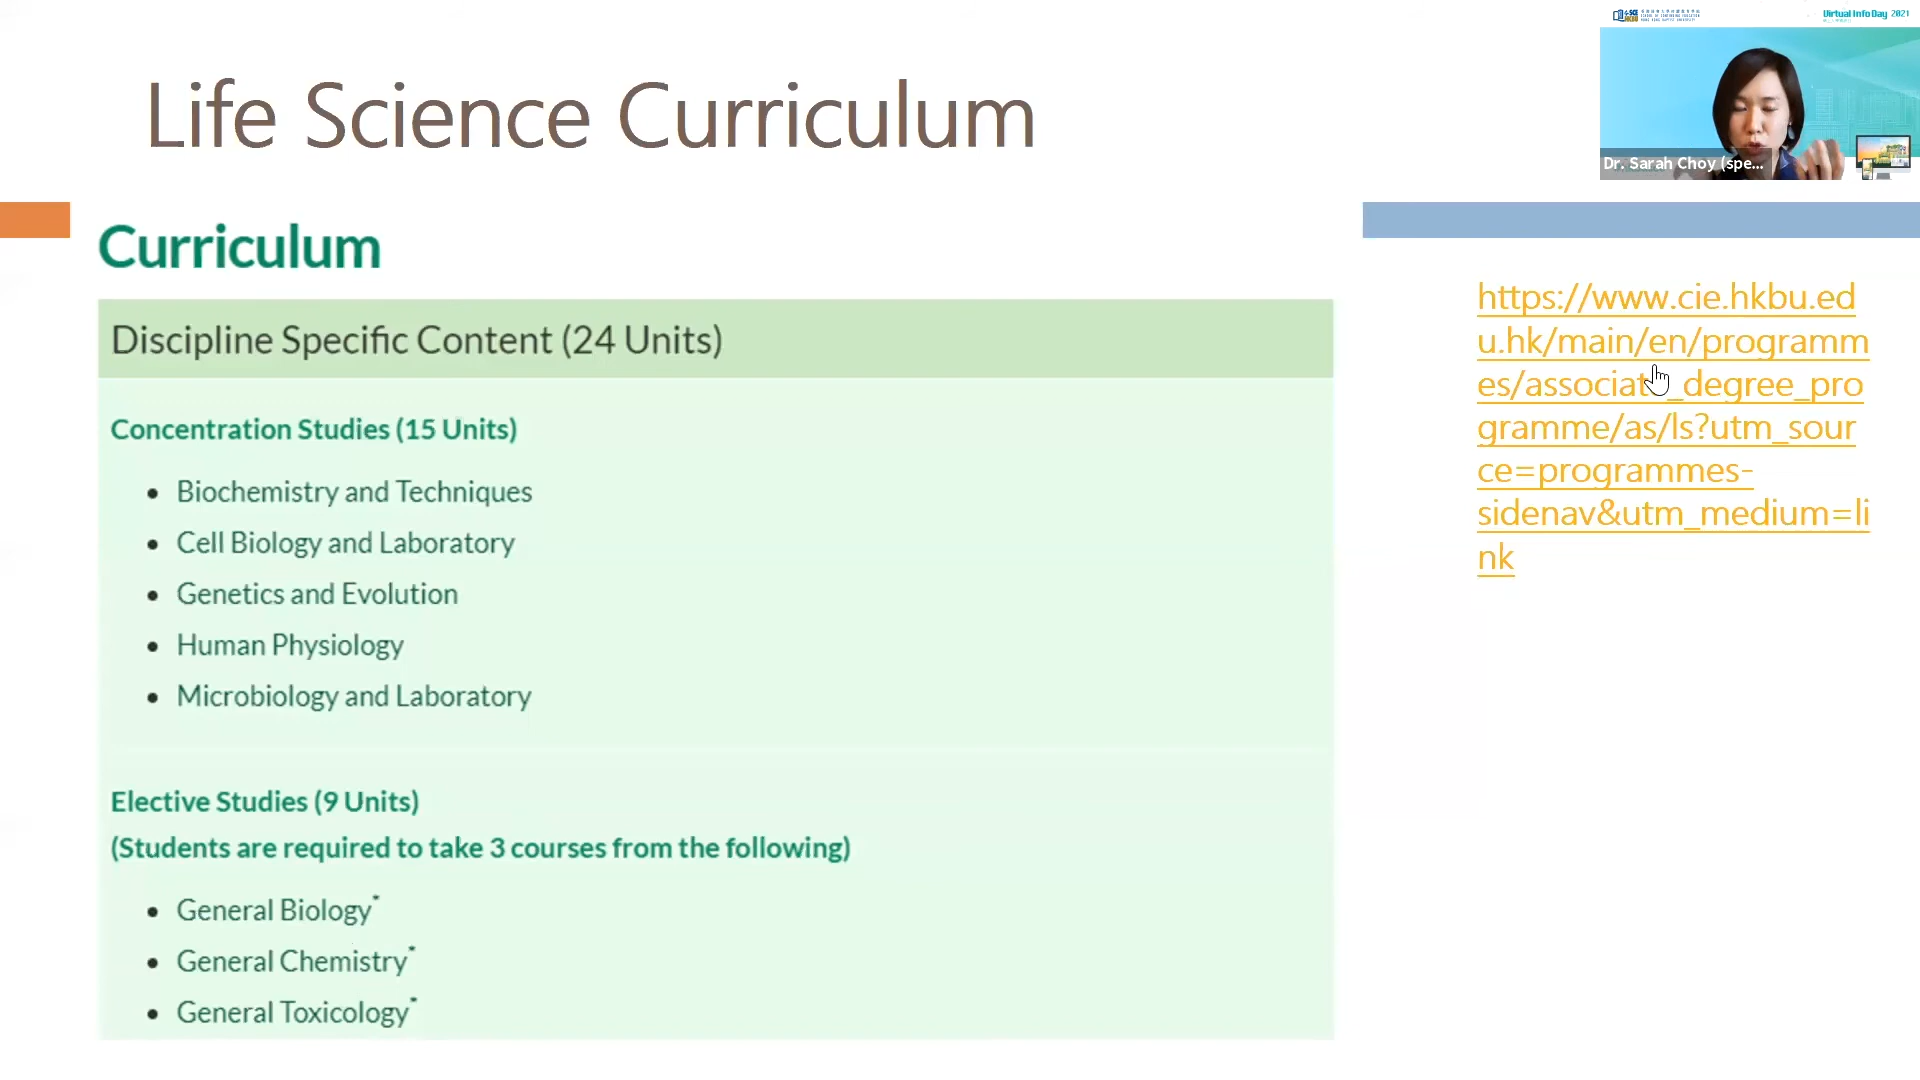 Virtual Info Day 2021
Life Science Curriculum
Dr. Sarah Choy (spe...
Curriculum
Discipline Specific Content (24 Units)
Concentration Studies (15 Units)
• Biochemistry and Techniques
• Cell Biology and Laboratory
• Genetics and Evolution
• Human Physiology
• Microbiology and Laboratory
Elective Studies (9 Units)
(Students are required to take 3 courses from the following)
• General Biology*
• General Chemistry*
• General Toxicology*
https://www.cie.hkbu.ed
u.hk/main/en/programm
es/associate_degree_pro
gramme/as/ls?utm_sour
ce=programmes-
sidenav&utm_medium=li
nk